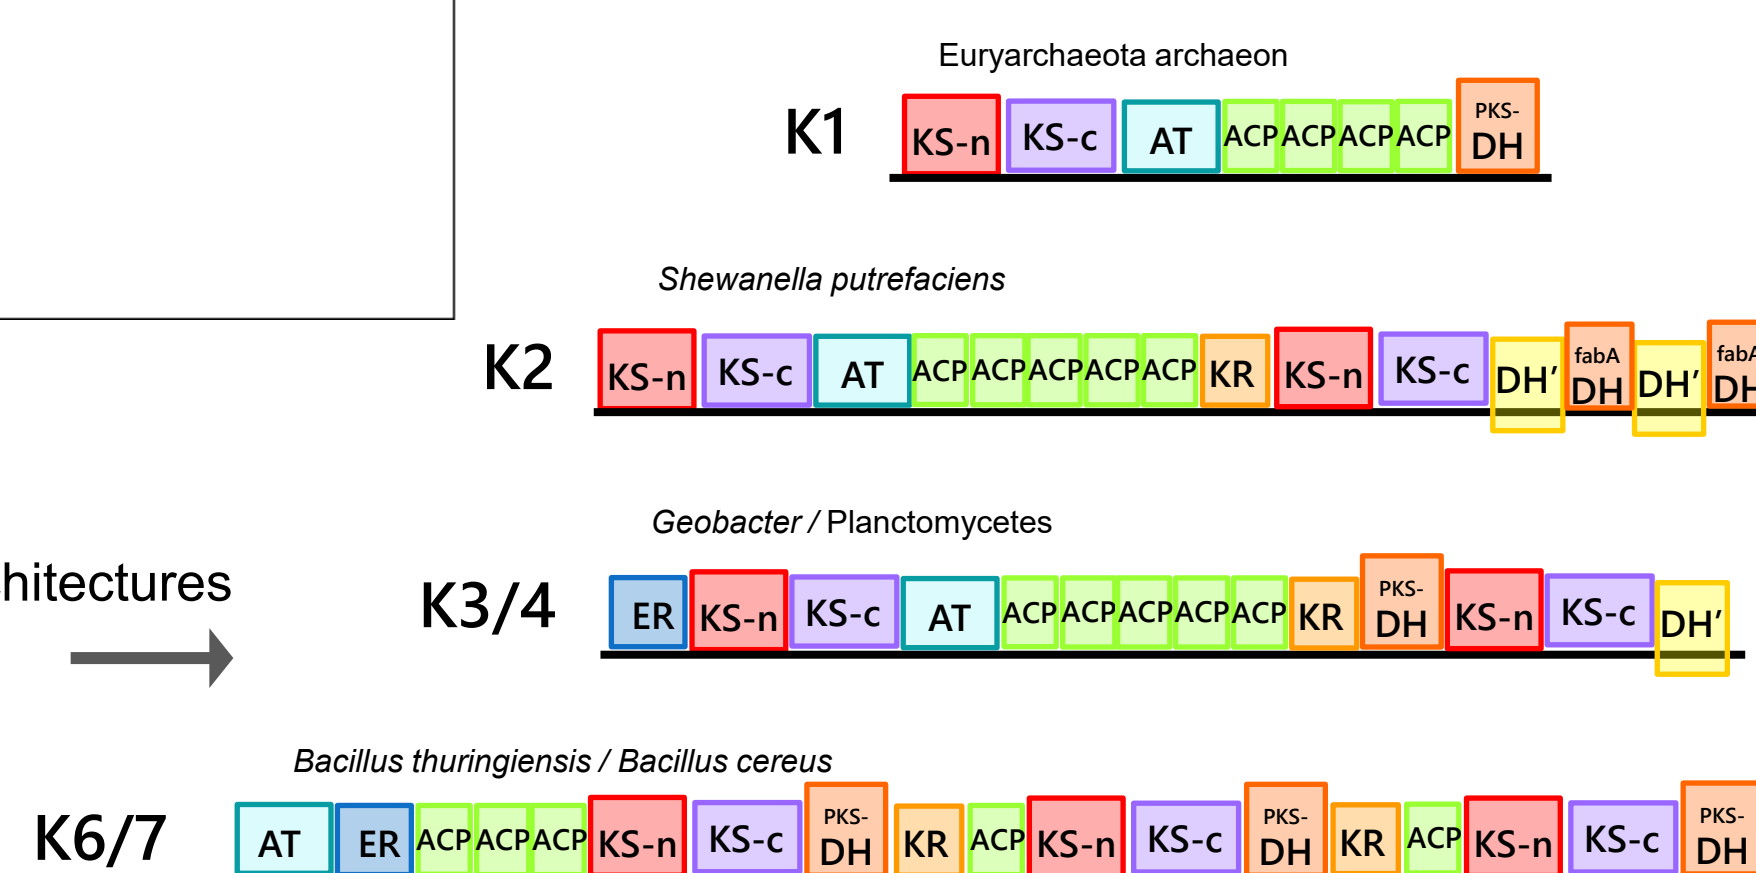 Euryarchaeota archaeon
K1
KS-n KS-c AT ACP ACP ACP ACP PKS-DH
Shewanella putrefaciens
K2
KS-n KS-c AT ACP ACP ACP ACP ACP KR KS-n KS-c DH’ fabA DH DH’ fabA DH
Geobacter / Planctomycetes
hitectures
K3/4
ER KS-n KS-c AT ACP ACP ACP ACP ACP KR PKS-DH KS-n KS-c DH’
Bacillus thuringiensis / Bacillus cereus
K6/7
AT ER ACP ACP ACP KS-n KS-c PKS-DH KR ACP KS-n KS-c PKS-DH KR ACP KS-n KS-c PKS-DH